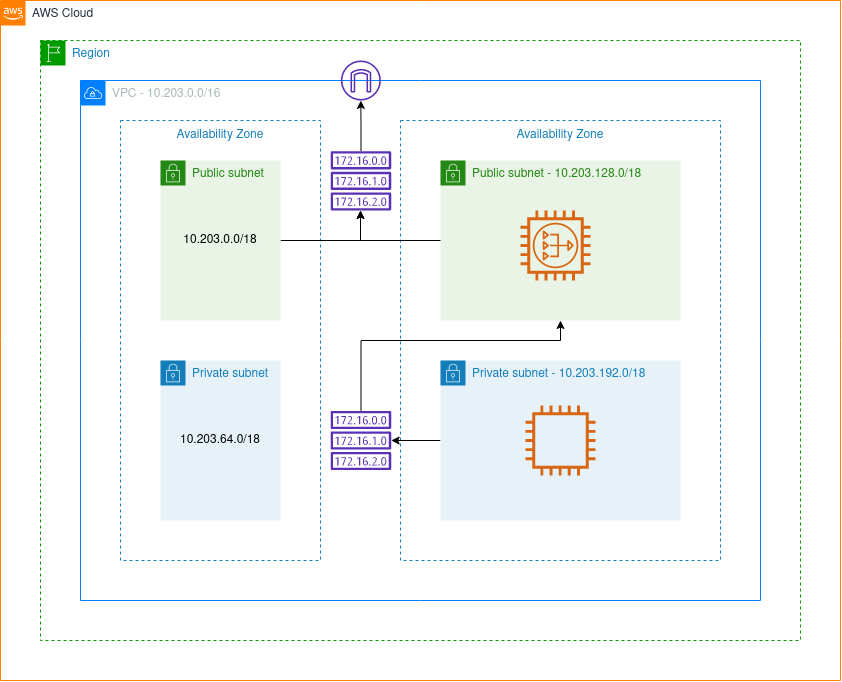 aws
AWS Cloud
Region
VPC - 10.203.0.0/16
Availability Zone
Availability Zone
Public subnet
10.203.0.0/18
172.16.0.0
172.16.1.0
172.16.2.0
Public subnet - 10.203.128.0/18
Private subnet
10.203.64.0/18
172.16.0.0
172.16.1.0
172.16.2.0
Private subnet - 10.203.192.0/18